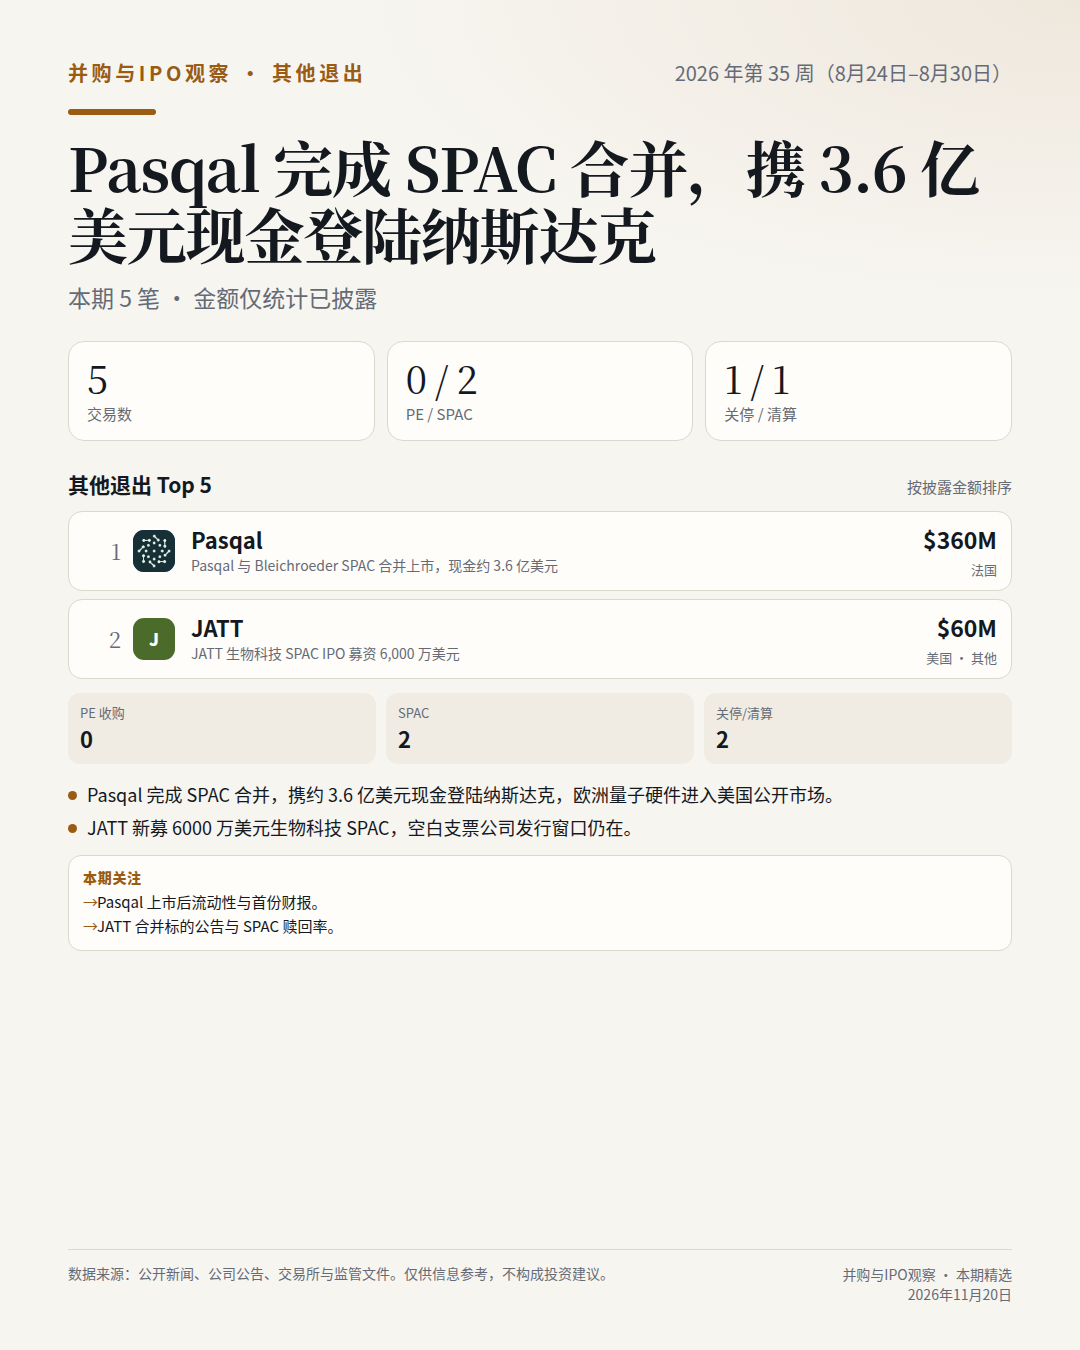 并购与IPO观察 · 其他退出
2026 年第 35 周（8月24日–8月30日）
Pasqal 完成 SPAC 合并，携 3.6 亿
美元现金登陆纳斯达克
本期 5 笔 · 金额仅统计已披露
5
交易数
0 / 2
PE / SPAC
1 / 1
关停 / 清算
其他退出 Top 5
按披露金额排序
1
Pasqal
Pasqal 与 Bleichroeder SPAC 合并上市，现金约 3.6 亿美元
$360M
法国
2
J
JATT
JATT 生物科技 SPAC IPO 募资 6,000 万美元
$60M
美国 · 其他
PE 收购
0
SPAC
2
关停/清算
2
Pasqal 完成 SPAC 合并，携约 3.6 亿美元现金登陆纳斯达克，欧洲量子硬件进入美国公开市场。
JATT 新募 6000 万美元生物科技 SPAC，空白支票公司发行窗口仍在。
本期关注
→Pasqal 上市后流动性与首份财报。
→JATT 合并标的公告与 SPAC 赎回率。
数据来源：公开新闻、公司公告、交易所与监管文件。仅供信息参考，不构成投资建议。
并购与IPO观察 · 本期精选
2026年11月20日